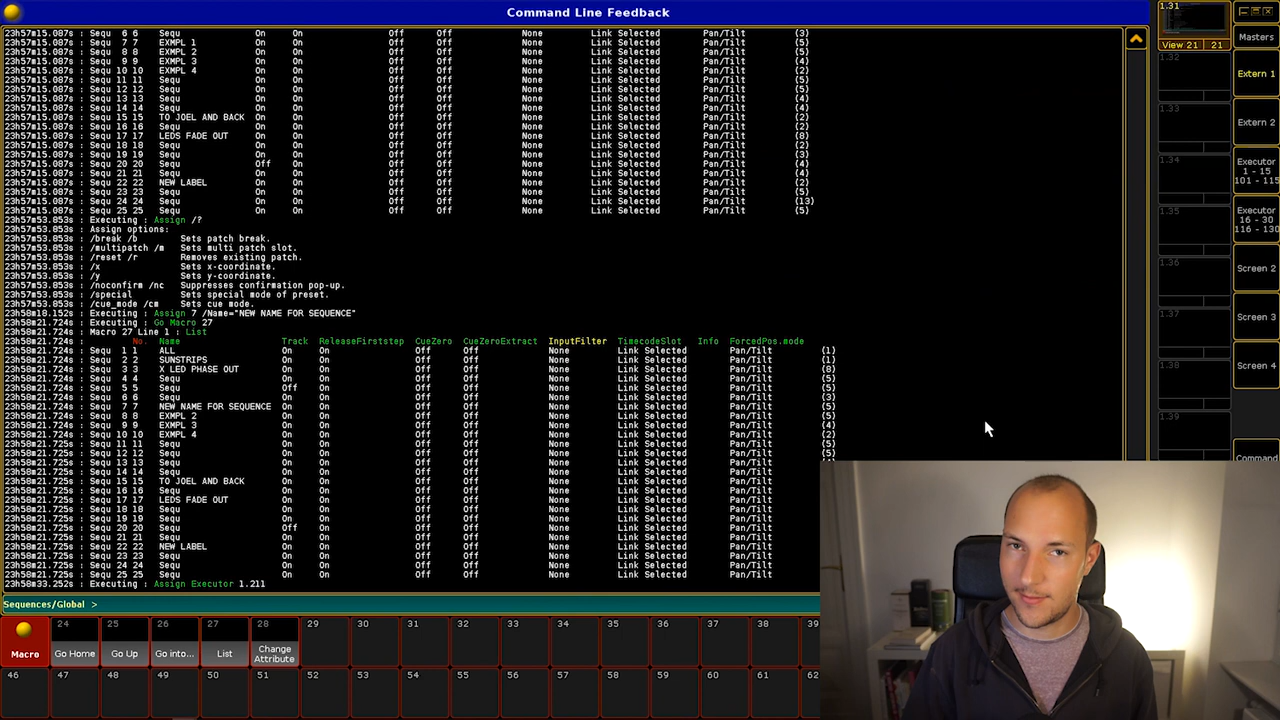 Command Line Feedback
23h57m15.087s : Sequ 6 6 Sequ On On Off Off None Link Selected Pan/Tilt (3)
23h57m15.087s : Sequ 7 7 EXMPL 1 On On Off Off None Link Selected Pan/Tilt (5)
23h57m15.087s : Sequ 8 8 EXMPL 2 On On Off Off None Link Selected Pan/Tilt (5)
23h57m15.087s : Sequ 9 9 EXMPL 3 On On Off Off None Link Selected Pan/Tilt (4)
23h57m15.087s : Sequ 10 10 EXMPL 4 On On Off Off None Link Selected Pan/Tilt (2)
23h57m15.087s : Sequ 11 11 Sequ On On Off Off None Link Selected Pan/Tilt (5)
23h57m15.087s : Sequ 12 12 Sequ On On Off Off None Link Selected Pan/Tilt (5)
23h57m15.087s : Sequ 13 13 Sequ On On Off Off None Link Selected Pan/Tilt (4)
23h57m15.087s : Sequ 14 14 Sequ On On Off Off None Link Selected Pan/Tilt (4)
23h57m15.087s : Sequ 15 15 TO JOEL AND BACK On On Off Off None Link Selected Pan/Tilt (2)
23h57m15.087s : Sequ 16 16 Sequ On On Off Off None Link Selected Pan/Tilt (2)
23h57m15.087s : Sequ 17 17 LEDS FADE OUT On On Off Off None Link Selected Pan/Tilt (8)
23h57m15.087s : Sequ 18 18 Sequ On On Off Off None Link Selected Pan/Tilt (2)
23h57m15.087s : Sequ 19 19 Sequ On On Off Off None Link Selected Pan/Tilt (3)
23h57m15.087s : Sequ 20 20 Sequ Off On Off Off None Link Selected Pan/Tilt (4)
23h57m15.087s : Sequ 21 21 Sequ On On Off Off None Link Selected Pan/Tilt (4)
23h57m15.087s : Sequ 22 22 NEW LABEL On On Off Off None Link Selected Pan/Tilt (2)
23h57m15.087s : Sequ 23 23 Sequ On On Off Off None Link Selected Pan/Tilt (5)
23h57m15.087s : Sequ 24 24 Sequ On On Off Off None Link Selected Pan/Tilt (13)
23h57m15.087s : Sequ 25 25 Sequ On On Off Off None Link Selected Pan/Tilt (5)
23h57m53.853s : Executing : Assign /?
23h57m53.853s : Assign options:
23h57m53.853s : /break /b Sets patch break.
23h57m53.853s : /multipatch /m Sets multi patch slot.
23h57m53.853s : /reset /r Removes existing patch.
23h57m53.853s : /x Sets x-coordinate.
23h57m53.853s : /y Sets y-coordinate.
23h57m53.853s : /noconfirm /nc Suppresses confirmation pop-up.
23h57m53.853s : /special Sets special mode of preset.
23h57m53.853s : /cue_mode /cm Sets cue mode.
23h58m18.152s : Executing : Assign 7 /Name="NEW NAME FOR SEQUENCE"
23h58m21.724s : Executing : Go Macro 27
23h58m21.724s : Macro 27 Line 1 : List
23h58m21.724s : No. Name Track ReleaseFirststep CueZero CueZeroExtract InputFilter TimecodeSlot Info ForcedPos.mode
23h58m21.724s : Sequ 1 1 ALL On On Off Off None Link Selected Pan/Tilt (1)
23h58m21.724s : Sequ 2 2 SUNSTRIPS On On Off Off None Link Selected Pan/Tilt (1)
23h58m21.724s : Sequ 3 3 X LED PHASE OUT On On Off Off None Link Selected Pan/Tilt (8)
23h58m21.724s : Sequ 4 4 Sequ On On Off Off None Link Selected Pan/Tilt (5)
23h58m21.724s : Sequ 5 5 Sequ Off On Off Off None Link Selected Pan/Tilt (5)
23h58m21.724s : Sequ 6 6 Sequ On On Off Off None Link Selected Pan/Tilt (3)
23h58m21.724s : Sequ 7 7 NEW NAME FOR SEQUENCE On On Off Off None Link Selected Pan/Tilt (5)
23h58m21.724s : Sequ 8 8 EXMPL 2 On On Off Off None Link Selected Pan/Tilt (5)
23h58m21.724s : Sequ 9 9 EXMPL 3 On On Off Off None Link Selected Pan/Tilt (4)
23h58m21.724s : Sequ 10 10 EXMPL 4 On On Off Off None Link Selected Pan/Tilt (2)
23h58m21.725s : Sequ 11 11 Sequ On On Off Off None Link Selected Pan/Tilt (5)
23h58m21.725s : Sequ 12 12 Sequ On On Off Off None Link Selected Pan/Tilt (5)
23h58m21.725s : Sequ 13 13 Sequ On On Off Off None Link Selected Pan/Tilt
23h58m21.725s : Sequ 14 14 Sequ On On Off Off None Link Selected Pan/Tilt
23h58m21.725s : Sequ 15 15 TO JOEL AND BACK On On Off Off None Link Selected Pan/Tilt
23h58m21.725s : Sequ 16 16 Sequ On On Off Off None Link Selected Pan/Tilt
23h58m21.725s : Sequ 17 17 LEDS FADE OUT On On Off Off None Link Selected Pan/Tilt
23h58m21.725s : Sequ 18 18 Sequ On On Off Off None Link Selected Pan/Tilt
23h58m21.725s : Sequ 19 19 Sequ On On Off Off None Link Selected Pan/Tilt
23h58m21.725s : Sequ 20 20 Sequ Off On Off Off None Link Selected Pan/Tilt
23h58m21.725s : Sequ 21 21 Sequ On On Off Off None Link Selected Pan/Tilt
23h58m21.725s : Sequ 22 22 NEW LABEL On On Off Off None Link Selected Pan/Tilt
23h58m21.725s : Sequ 23 23 Sequ On On Off Off None Link Selected Pan/Tilt
23h58m21.725s : Sequ 24 24 Sequ On On Off Off None Link Selected Pan/Tilt
23h58m21.725s : Sequ 25 25 Sequ On On Off Off None Link Selected Pan/Tilt
23h58m33.252s : Executing : Assign Executor 1.211
Sequences/Global >
24 25 26 27 28 29 30 31 32 33 34 35 36 37 38 39
Macro Go Home Go Up Go into... List Change Attribute
46 47 48 49 50 51 52 53 54 55 56 57 58 59 60 61 62
1.31
View 21 21
1.32
1.33
1.34
1.35
1.36
1.37
1.38
1.39
Masters
Extern 1
Extern 2
Executor
1 - 15
101 - 115
Executor
16 - 30
116 - 130
Screen 2
Screen 3
Screen 4
Command